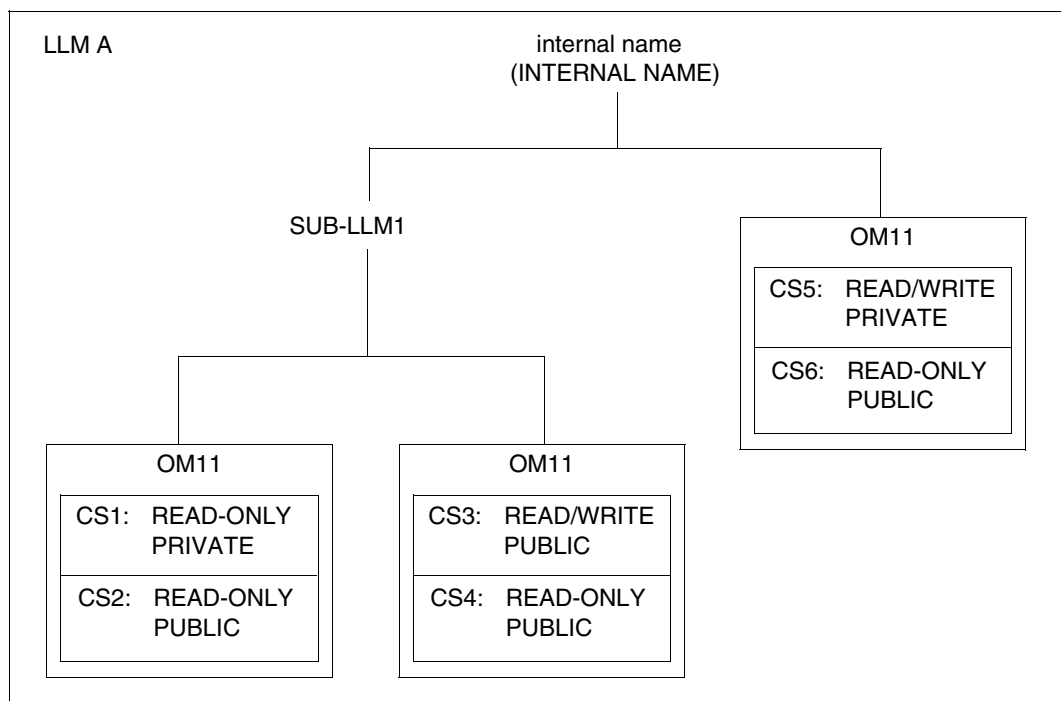 LLM A
internal name
(INTERNAL NAME)
SUB-LLM1
OM11
CS5: READ/WRITE
PRIVATE
CS6: READ-ONLY
PUBLIC
OM11
CS1: READ-ONLY
PRIVATE
CS2: READ-ONLY
PUBLIC
OM11
CS3: READ/WRITE
PUBLIC
CS4: READ-ONLY
PUBLIC